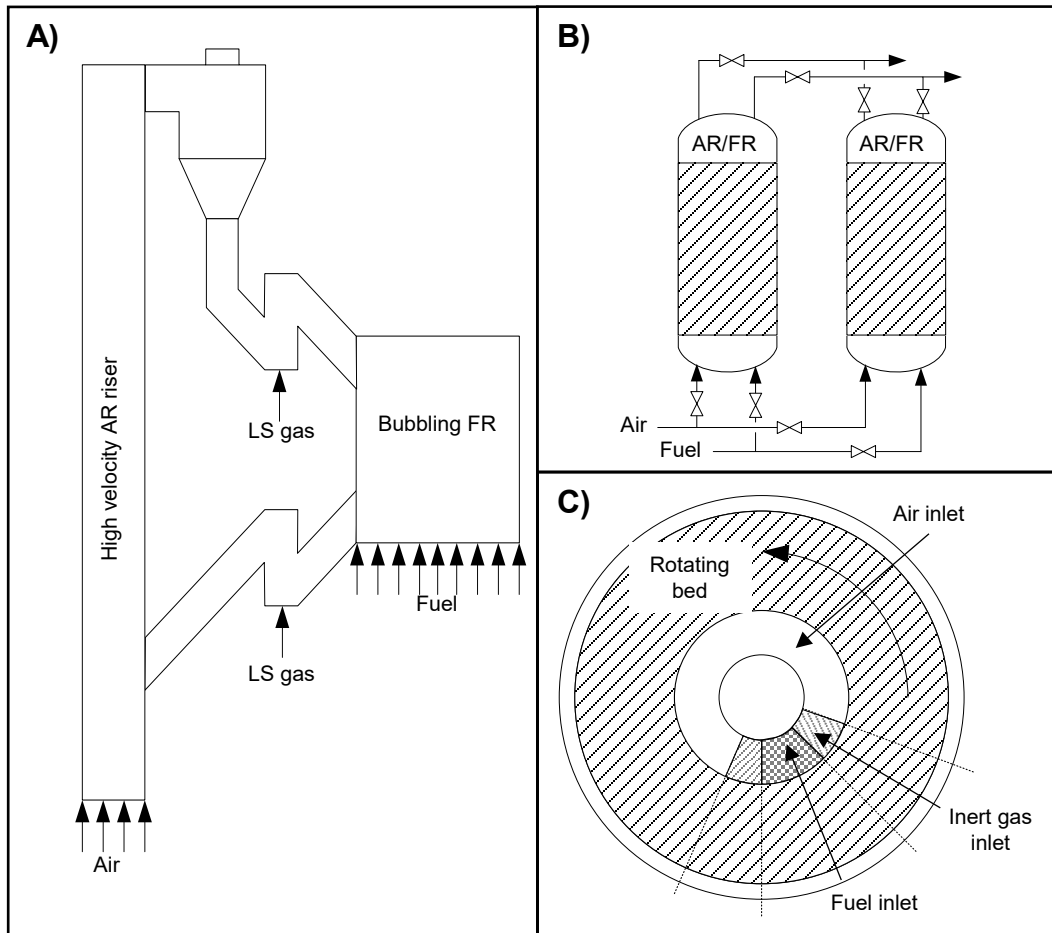 A)
High velocity AR riser
LS gas
Bubbling FR
LS gas
Fuel
Air
B)
AR/FR
AR/FR
Air
Fuel
C)
Air inlet
Rotating
bed
Inert gas
inlet
Fuel inlet